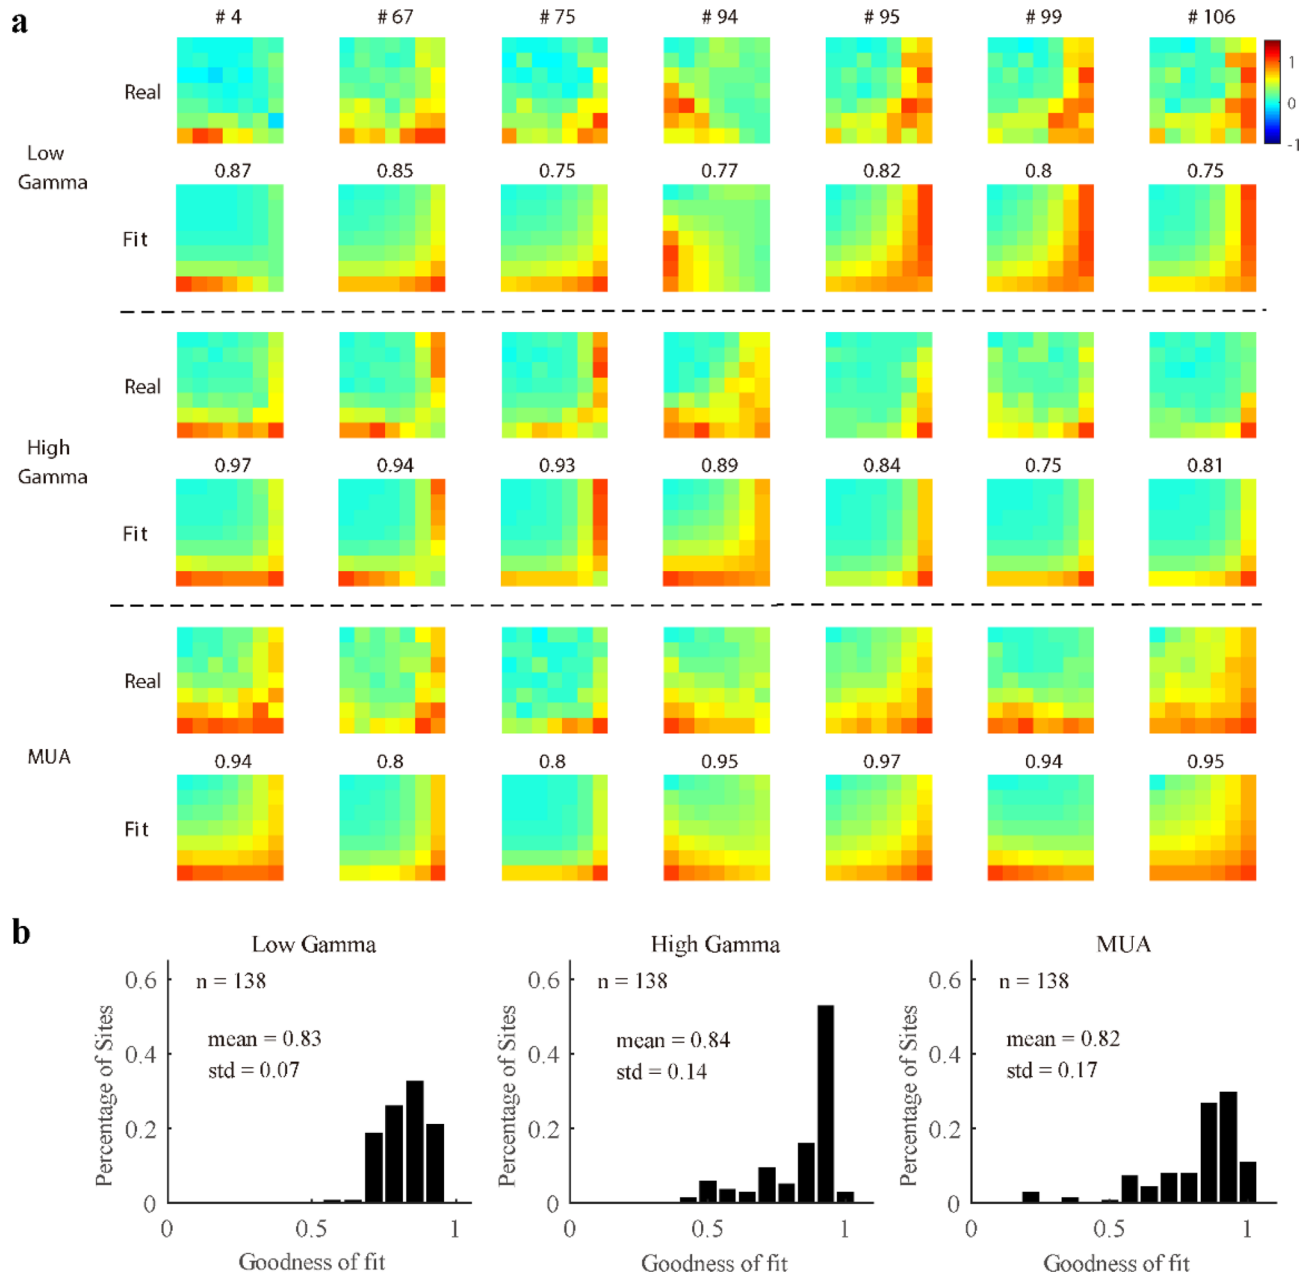 a
# 4 # 67 # 75 # 94 # 95 # 99 # 106
Real
1
0
-1
Low
Gamma
0.87 0.85 0.75 0.77 0.82 0.8 0.75
Fit
Real
High
Gamma
0.97 0.94 0.93 0.89 0.84 0.75 0.81
Fit
Real
MUA
0.94 0.8 0.8 0.95 0.97 0.94 0.95
Fit
b
Low Gamma High Gamma MUA
Percentage of Sites
0.6
0.4
0.2
0
n = 138
mean = 0.83
std = 0.07
0 0.5 1
Goodness of fit
Percentage of Sites
0.6
0.4
0.2
0
n = 138
mean = 0.84
std = 0.14
0 0.5 1
Goodness of fit
Percentage of Sites
0.6
0.4
0.2
0
n = 138
mean = 0.82
std = 0.17
0 0.5 1
Goodness of fit